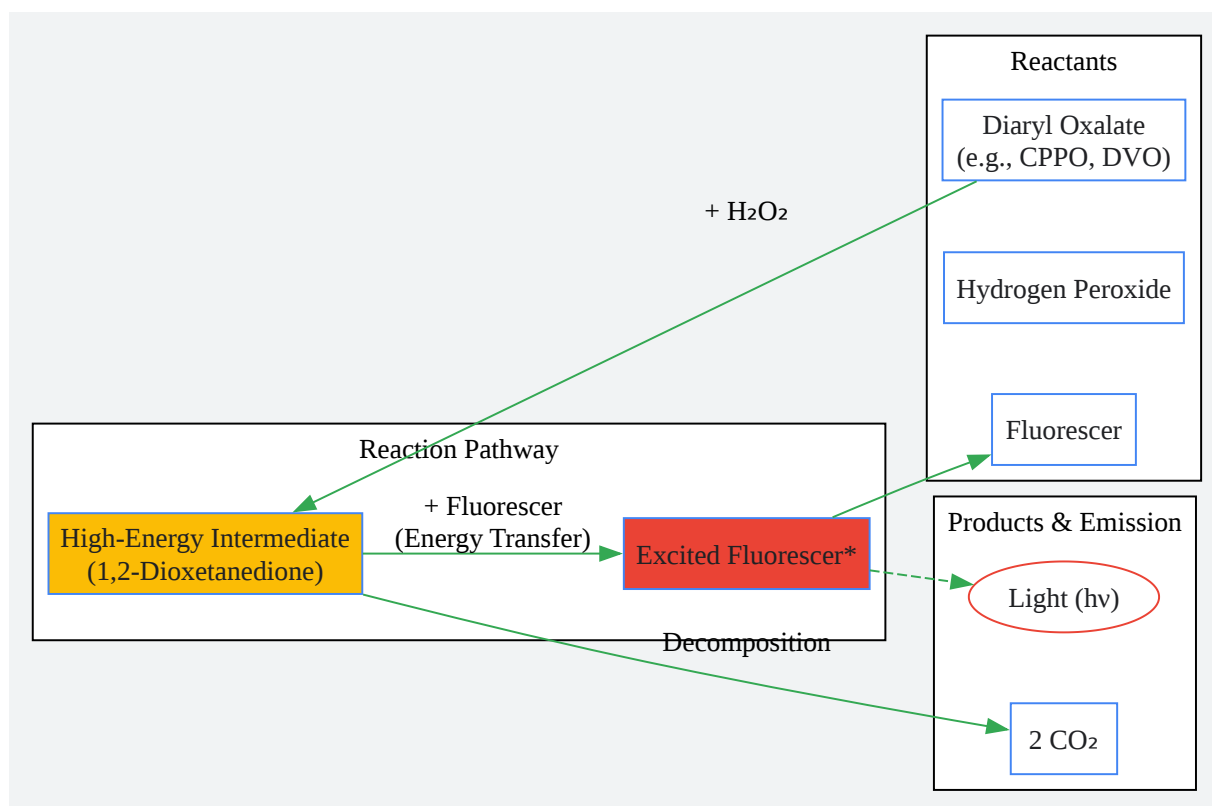 Reactants
Diaryl Oxalate
(e.g., CPPO, DVO)
+ H₂O₂
Hydrogen Peroxide
Fluorescer
Reaction Pathway
+ Fluorescer
(Energy Transfer)
High-Energy Intermediate
(1,2-Dioxetanedione)
Excited Fluorescer*
Products & Emission
Light (hν)
Decomposition
2 CO₂